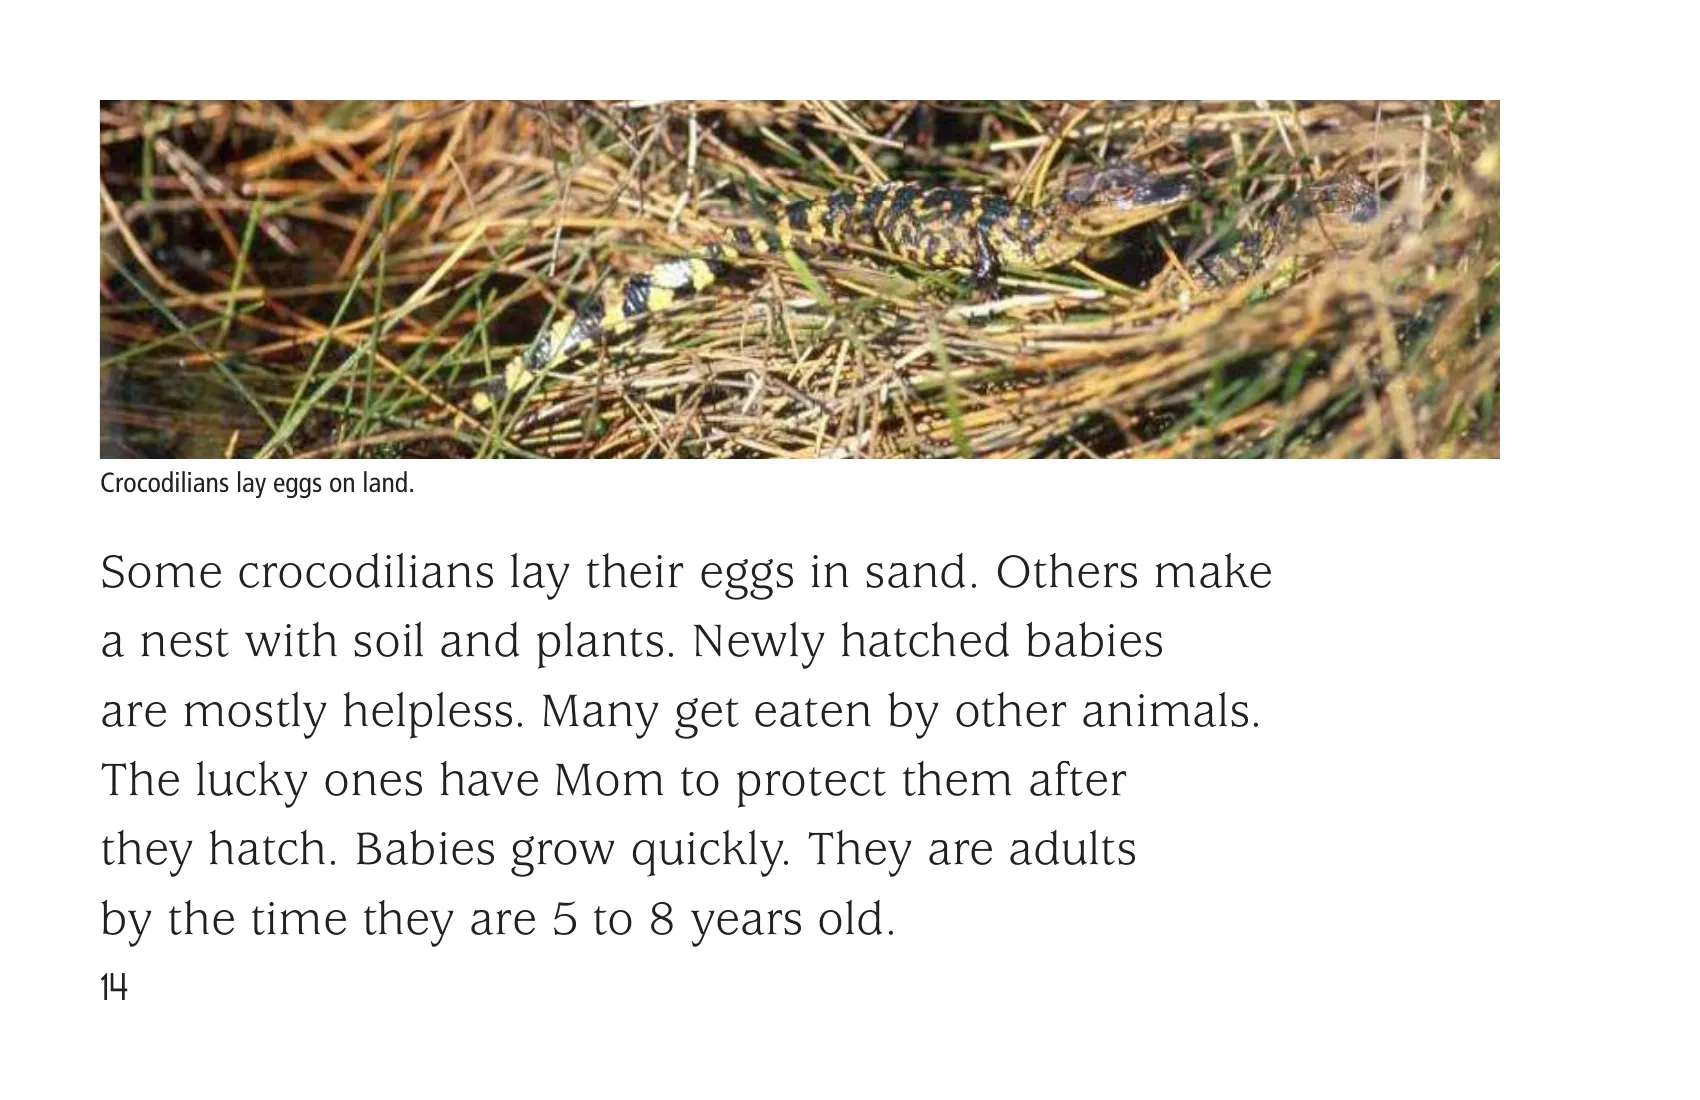 Crocodilians lay eggs on land.
Some crocodilians lay their eggs in sand. Others make
a nest with soil and plants. Newly hatched babies
are mostly helpless. Many get eaten by other animals.
The lucky ones have Mom to protect them after
they hatch. Babies grow quickly. They are adults
by the time they are 5 to 8 years old.
14